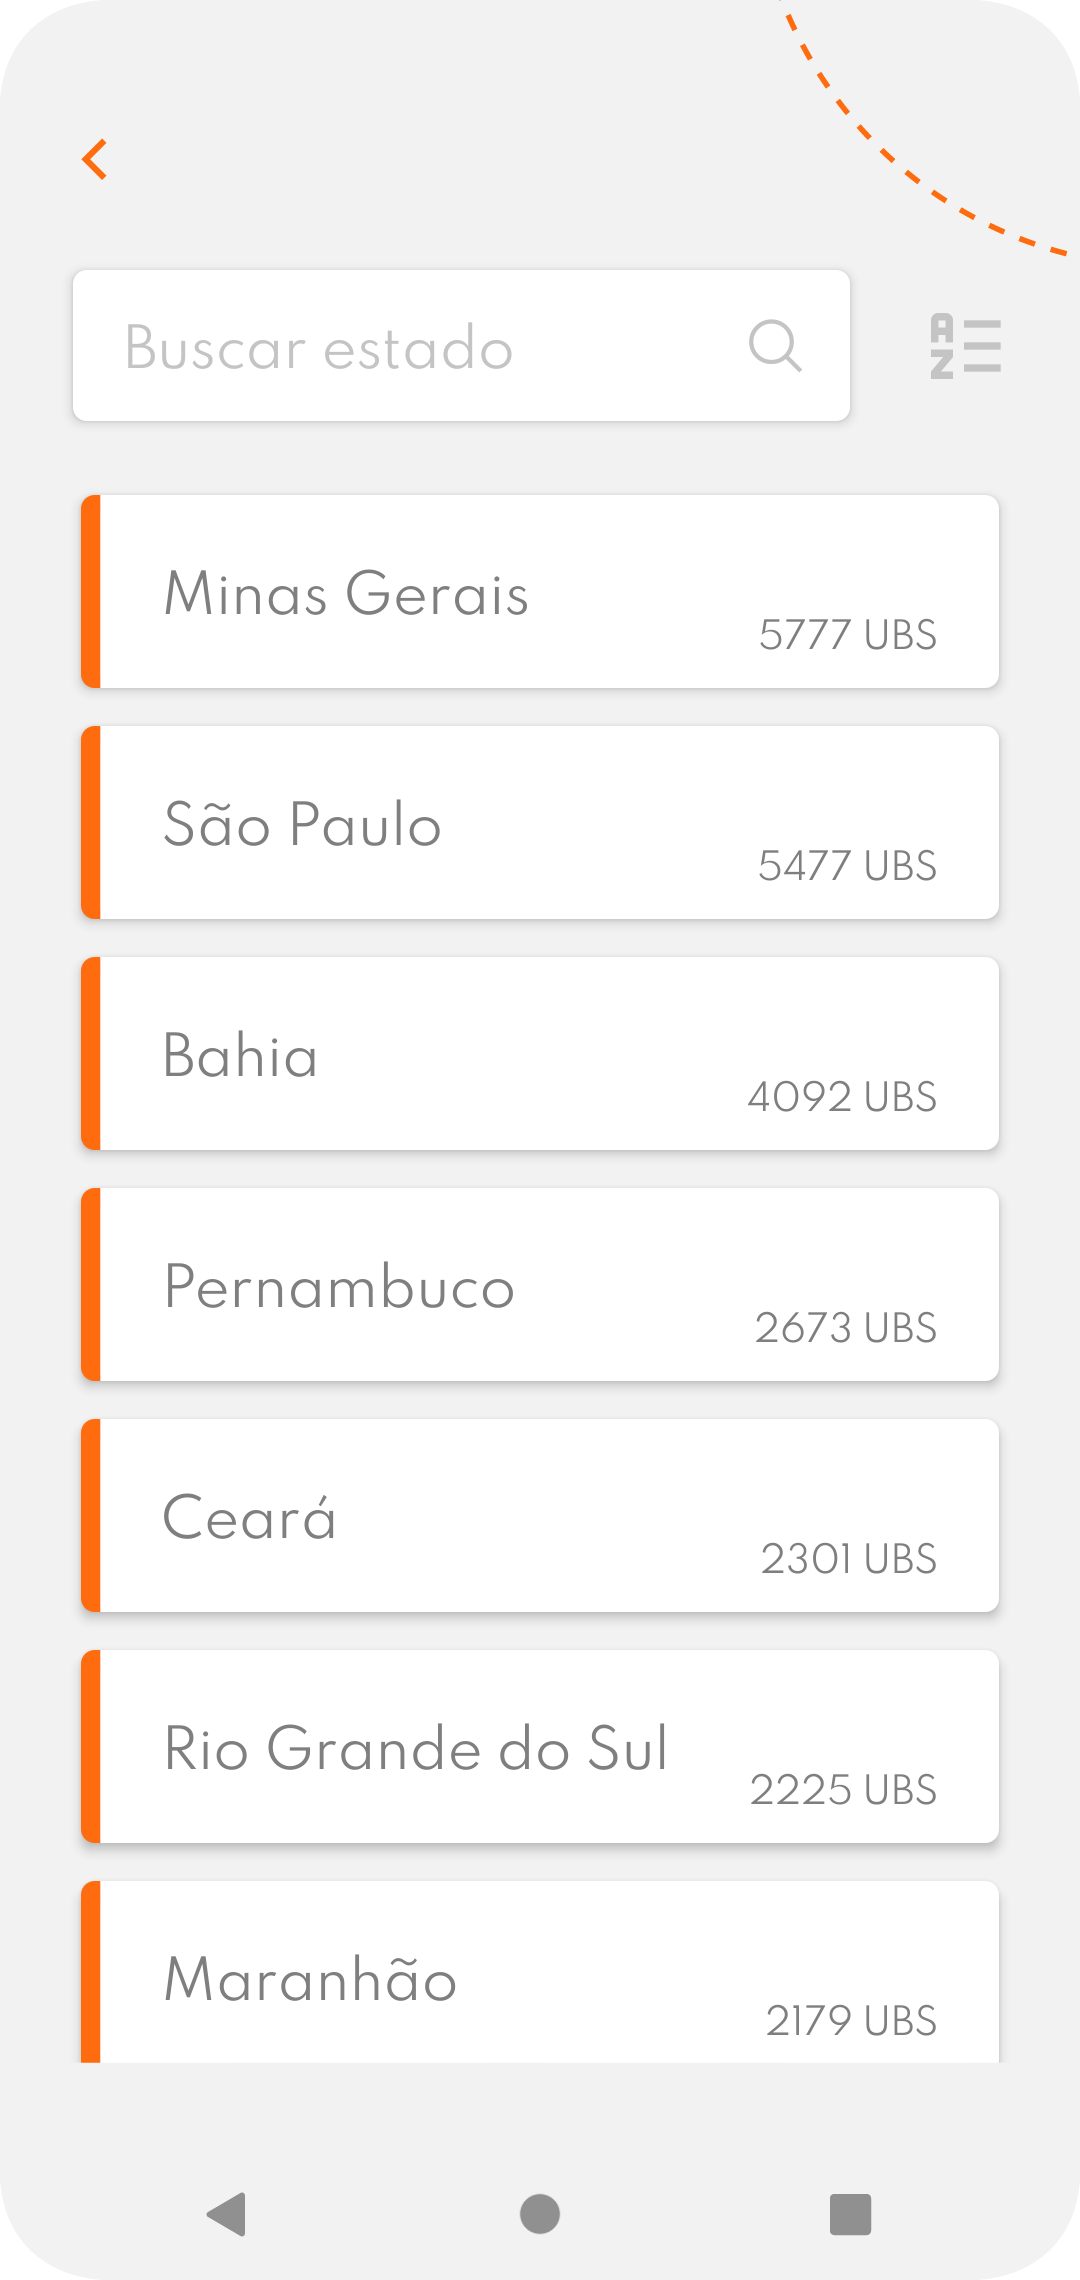 Buscar estado
A
Z
Minas Gerais
5777 UBS
São Paulo
5477 UBS
Bahia
4092 UBS
Pernambuco
2673 UBS
Ceará
2301 UBS
Rio Grande do Sul
2225 UBS
Maranhão
2179 UBS